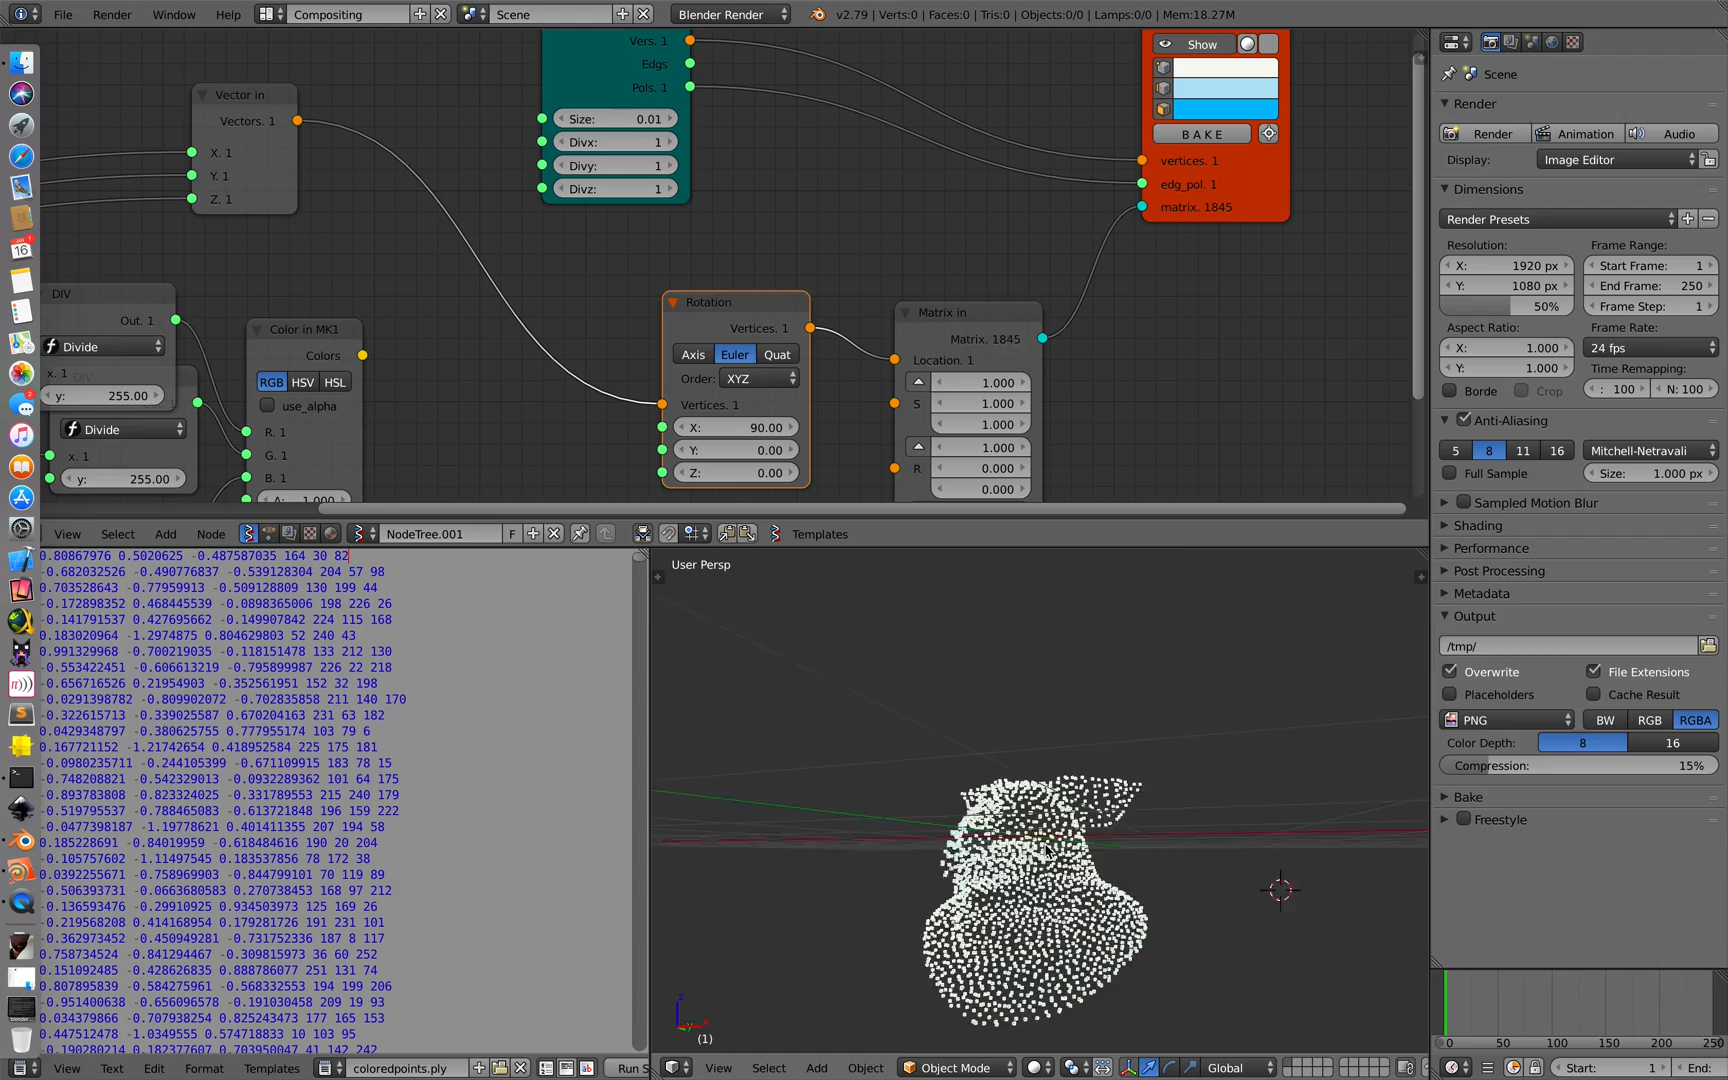 File Render Window Help Compositing Scene Blender Render v2.79 | Verts:0 | Faces:0 | Tris:0 | Objects:0/0 | Lamps:0/0 | Mem:18.27M
Vector in
Vectors. 1
X. 1
Y. 1
Z. 1
Vers. 1
Edgs
Pols. 1
Size: 0.01
Divx: 1
Divy: 1
Divz: 1
Show
BAKE
vertices. 1
edg_pol. 1
matrix. 1845
DIV
Out. 1
Divide
x. 1
y: 255.00
Divide
x. 1
y: 255.00
Color in MK1
Colors
RGB HSV HSL
use_alpha
R. 1
G. 1
B. 1
A: 1.000
Rotation
Vertices. 1
Axis Euler Quat
Order: XYZ
Vertices. 1
X: 90.00
Y: 0.00
Z: 0.00
Matrix in
Matrix. 1845
Location. 1
1.000
S 1.000
1.000
1.000
R 0.000
0.000
View Select Add Node NodeTree.001 F Templates
0.80867976 0.5020625 -0.487587035 164 30 82
-0.682032526 -0.490776837 -0.539128304 204 57 98
0.703528643 -0.77959913 -0.509128809 130 199 44
-0.172898352 0.468445539 -0.0898365006 198 226 26
-0.141791537 0.427695662 -0.149907842 224 115 168
0.183020964 -1.2974875 0.804629803 52 240 43
0.991329968 -0.700219035 -0.118151478 133 212 130
-0.553422451 -0.606613219 -0.795899987 226 22 218
-0.656716526 0.21954903 -0.352561951 152 32 198
-0.0291398782 -0.809902072 -0.702835858 211 140 170
-0.322615713 -0.339025587 0.670204163 231 63 182
0.0429348797 -0.380625755 0.777955174 103 79 6
0.167721152 -1.21742654 0.418952584 225 175 181
-0.0980235711 -0.244105399 -0.671109915 183 78 15
-0.748208821 -0.542329013 -0.0932289362 101 64 175
-0.893783808 -0.823324025 -0.331789553 215 240 179
-0.519795537 -0.788465083 -0.613721848 196 159 222
-0.0477398187 -1.19778621 0.401411355 207 194 58
0.185228691 -0.84019959 -0.618484616 190 20 204
-0.105757602 -1.11497545 0.183537856 78 172 38
0.0392255671 -0.758969903 -0.844799101 70 119 89
-0.506393731 -0.0663680583 0.270738453 168 97 212
-0.136593476 -0.29910925 0.934503973 125 169 26
-0.219568208 0.414168954 0.179281726 191 231 101
-0.362973452 -0.450949281 -0.731752336 187 8 117
0.758734524 -0.841294467 -0.309815973 36 60 252
0.151092485 -0.428626835 0.888786077 251 131 74
0.807895839 -0.584275961 -0.568332553 194 199 206
-0.951400638 -0.656096578 -0.191030458 209 19 93
0.034379866 -0.707938254 0.825243473 177 165 153
0.447512478 -1.0349555 0.574718833 10 103 95
-0.190280214 0.182377607 0.703950047 41 142 242
View Text Edit Format Templates coloredpoints.ply Run S
User Persp
(1)
View Select Add Object Object Mode Global
Scene
Render
Render Animation Audio
Display: Image Editor
Dimensions
Render Presets
Resolution: Frame Range:
X: 1920 px Start Frame: 1
Y: 1080 px End Frame: 250
50% Frame Step: 1
Aspect Ratio: Frame Rate:
X: 1.000 24 fps
Y: 1.000 Time Remapping:
Borde Crop : 100 N: 100
Anti-Aliasing
5 8 11 16 Mitchell-Netravali
Full Sample Size: 1.000 px
Sampled Motion Blur
Shading
Performance
Post Processing
Metadata
Output
/tmp/
Overwrite File Extensions
Placeholders Cache Result
PNG BW RGB RGBA
Color Depth: 8 16
Compression: 15%
Bake
Freestyle
0 50 100 150 200 250
Start: 1 End: